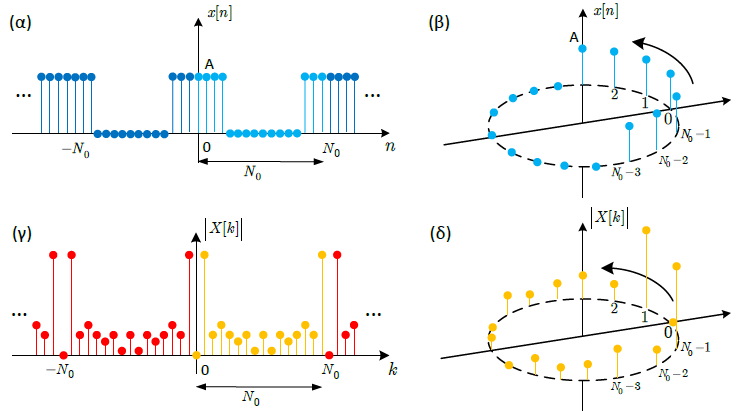 (α)
x[n]
A
...
...
−N₀
0
N₀
n
N₀
(β)
x[n]
A
2
1
0
N₀−1
N₀−2
N₀−3
(γ)
|X[k]|
...
...
−N₀
0
N₀
k
N₀
(δ)
|X[k]|
2
1
0
N₀−1
N₀−2
N₀−3